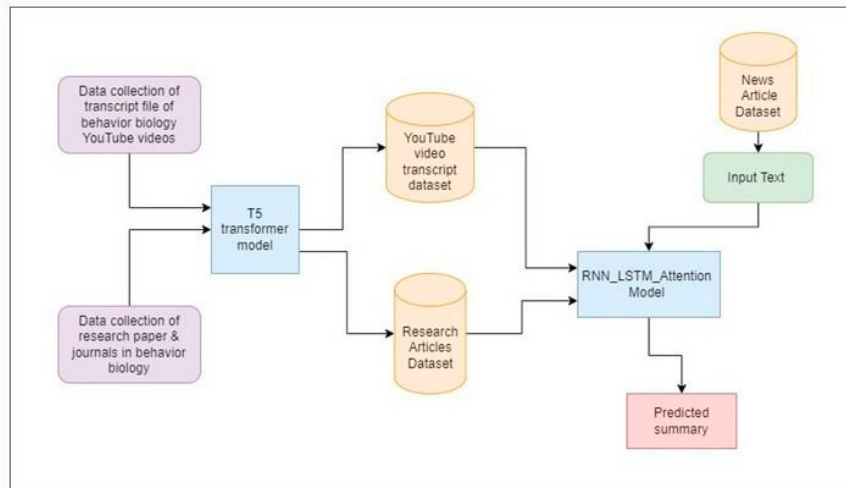 Data collection of
transcript file of
behavior biology
YouTube videos
T5
transformer
model
Data collection of
research paper &
journals in behavior
biology
YouTube
video
transcript
dataset
Research
Articles
Dataset
News
Article
Dataset
Input Text
RNN_LSTM_Attention
Model
Predicted
summary